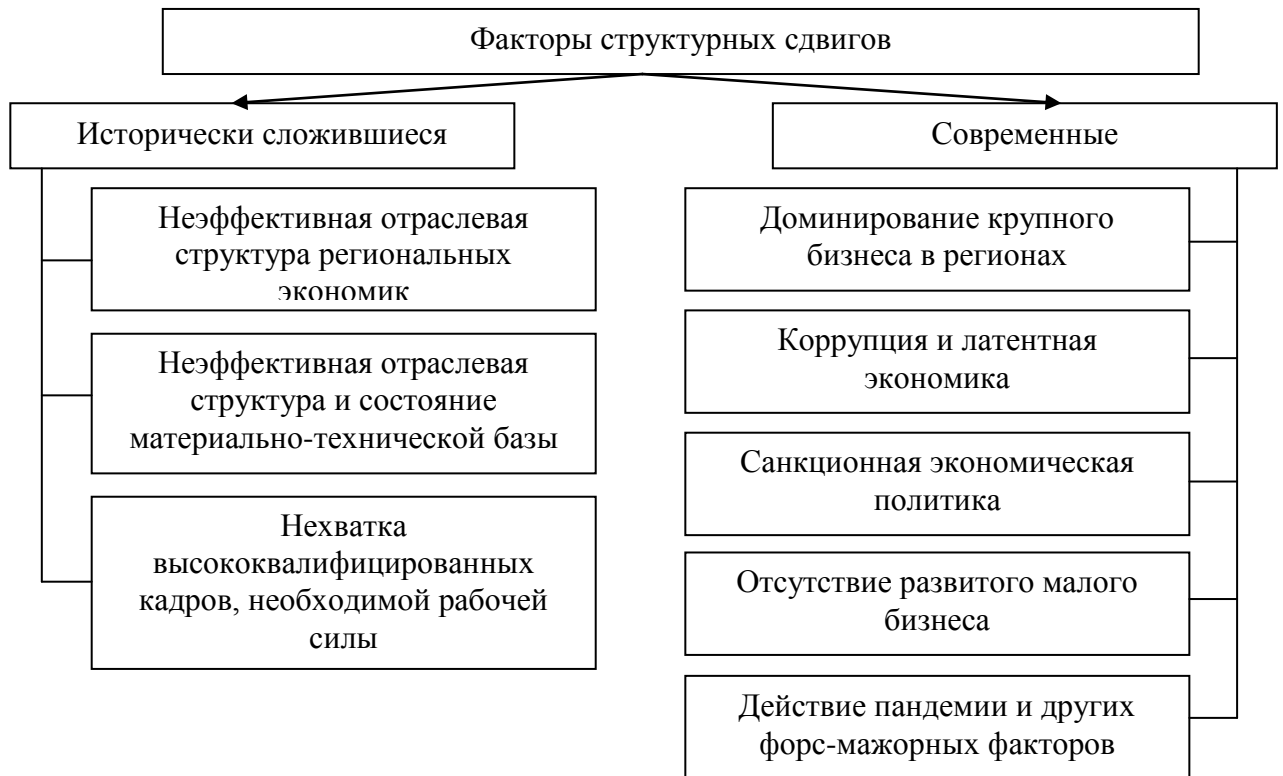 Факторы структурных сдвигов
Исторически сложившиеся
Неэффективная отраслевая
структура региональных
экономик
Неэффективная отраслевая
структура и состояние
материально-технической базы
Нехватка
высококвалифицированных
кадров, необходимой рабочей
силы
Современные
Доминирование крупного
бизнеса в регионах
Коррупция и латентная
экономика
Санкционная экономическая
политика
Отсутствие развитого малого
бизнеса
Действие пандемии и других
форс-мажорных факторов